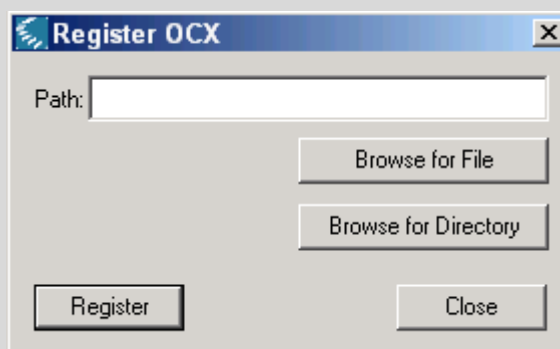 Register OCX
Path:
Browse for File
Browse for Directory
Register Close